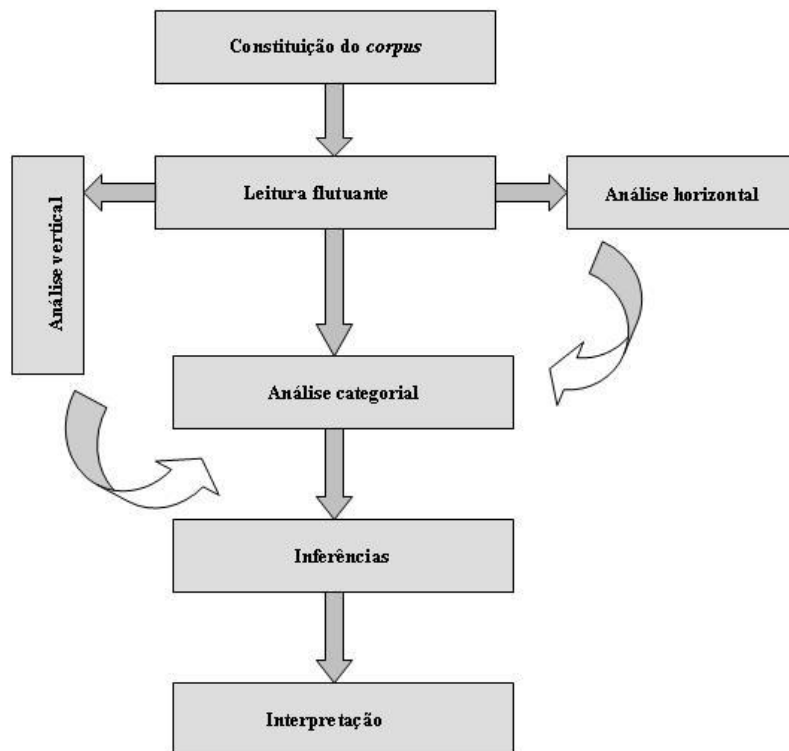 Constituição do corpus
Análise vertical
Leitura flutuante
Análise horizontal
Análise categorial
Inferências
Interpretação